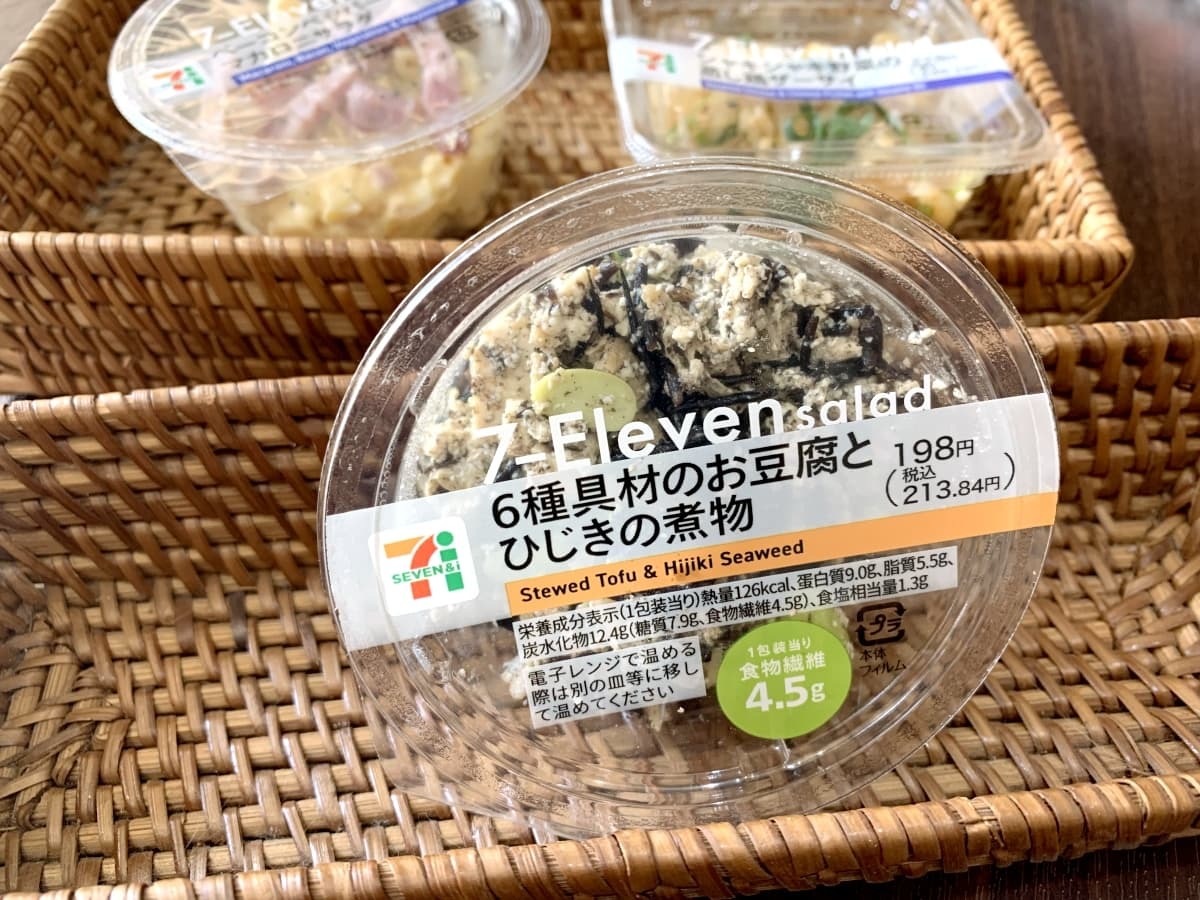 7-Eleven salad
6種具材のお豆腐と
ひじきの煮物
198円
(税込
213.84円)
SEVEN&i
Stewed Tofu & Hijiki Seaweed
栄養成分表示(1包装当り)熱量126kcal、蛋白質9.0g、脂質5.5g、
炭水化物12.4g(糖質7.9g、食物繊維4.5g)、食塩相当量1.3g
電子レンジで温める
際は別の皿等に移し
て温めてください
1包装当り
食物繊維
4.5g
プラ
本体
フィルム
7-Eleven
7-Eleven salad